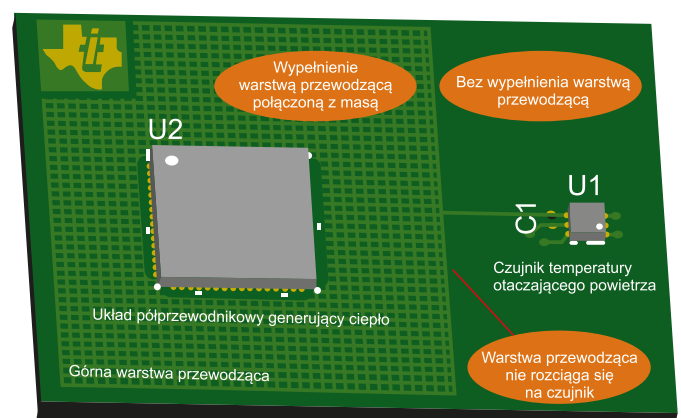 Wypełnienie
warstwą przewodzącą
połączoną z masą
Bez wypełnienia warstwą
przewodzącą
U2
U1
C1
Czujnik temperatury
otaczającego powietrza
Układ półprzewodnikowy generujący ciepło
Warstwa przewodząca
nie rozciąga się
na czujnik
Górna warstwa przewodząca